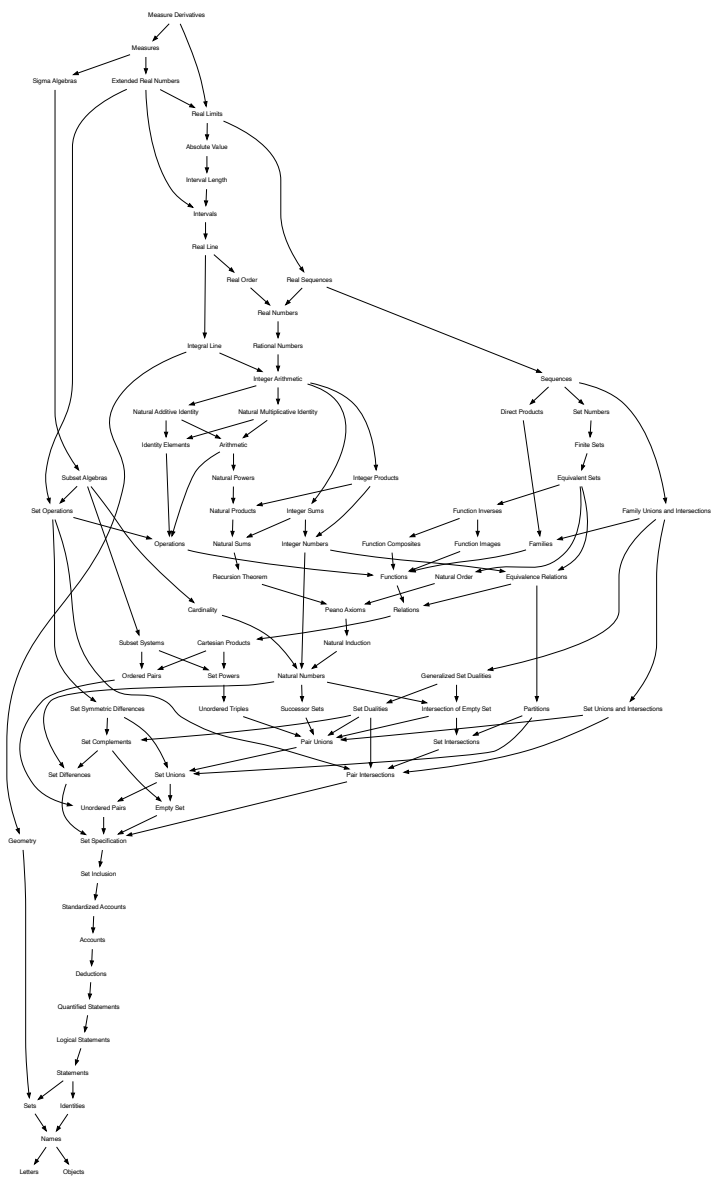 Measure Derivatives
Measures
Sigma Algebras
Extended Real Numbers
Real Limits
Absolute Value
Interval Length
Intervals
Real Line
Real Order
Real Sequences
Real Numbers
Integral Line
Rational Numbers
Integer Arithmetic
Sequences
Natural Additive Identity
Natural Multiplicative Identity
Direct Products
Set Numbers
Identity Elements
Arithmetic
Finite Sets
Subset Algebras
Natural Powers
Integer Products
Equivalent Sets
Set Operations
Natural Products
Integer Sums
Function Inverses
Family Unions and Intersections
Operations
Natural Sums
Integer Numbers
Function Composites
Function Images
Families
Recursion Theorem
Functions
Natural Order
Equivalence Relations
Cardinality
Peano Axioms
Relations
Subset Systems
Cartesian Products
Natural Induction
Ordered Pairs
Set Powers
Natural Numbers
Generalized Set Dualities
Set Symmetric Differences
Unordered Triples
Successor Sets
Set Dualities
Intersection of Empty Set
Partitions
Set Unions and Intersections
Set Complements
Pair Unions
Set Intersections
Set Differences
Set Unions
Pair Intersections
Unordered Pairs
Empty Set
Geometry
Set Specification
Set Inclusion
Standardized Accounts
Accounts
Deductions
Quantified Statements
Logical Statements
Statements
Sets
Identities
Names
Letters
Objects